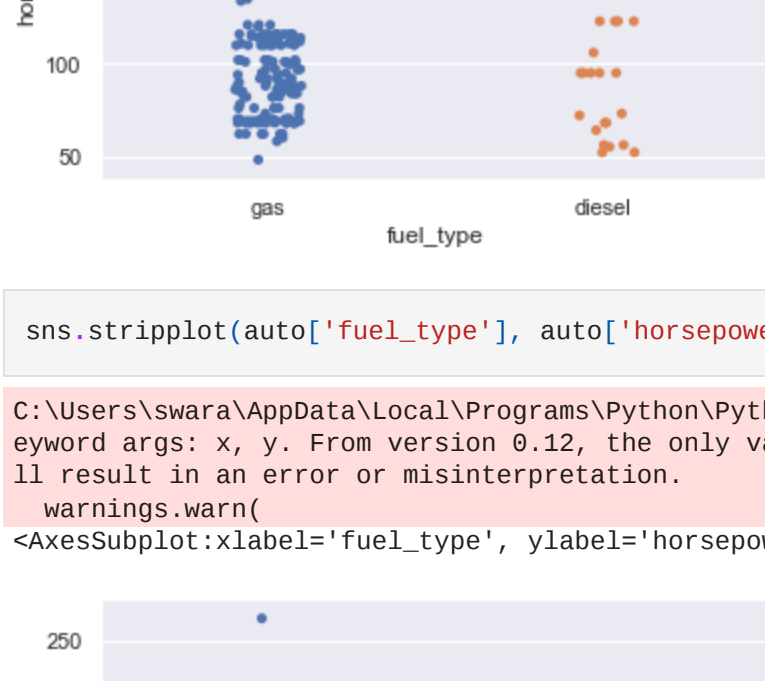 100
50
gas diesel
fuel_type
sns.stripplot(auto['fuel_type'], auto['horsepowe
C:\Users\swara\AppData\Local\Programs\Python\Pyth
eyword args: x, y. From version 0.12, the only va
ll result in an error or misinterpretation.
warnings.warn(
<AxesSubplot:xlabel='fuel_type', ylabel='horsepow
250